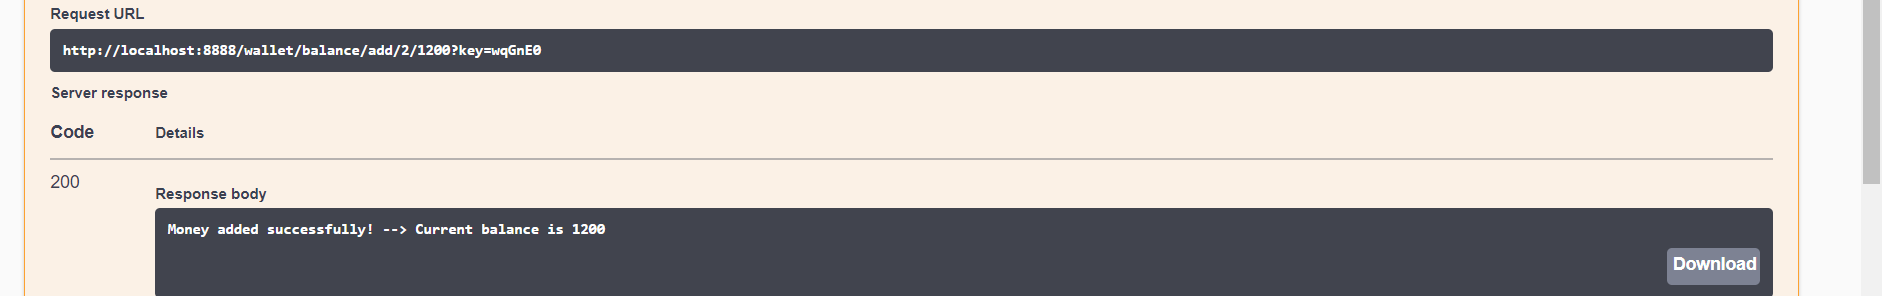 Request URL
http://localhost:8888/wallet/balance/add/2/1200?key=wqGnE0
Server response
Code Details
200
Response body
Money added successfully! --> Current balance is 1200
Download